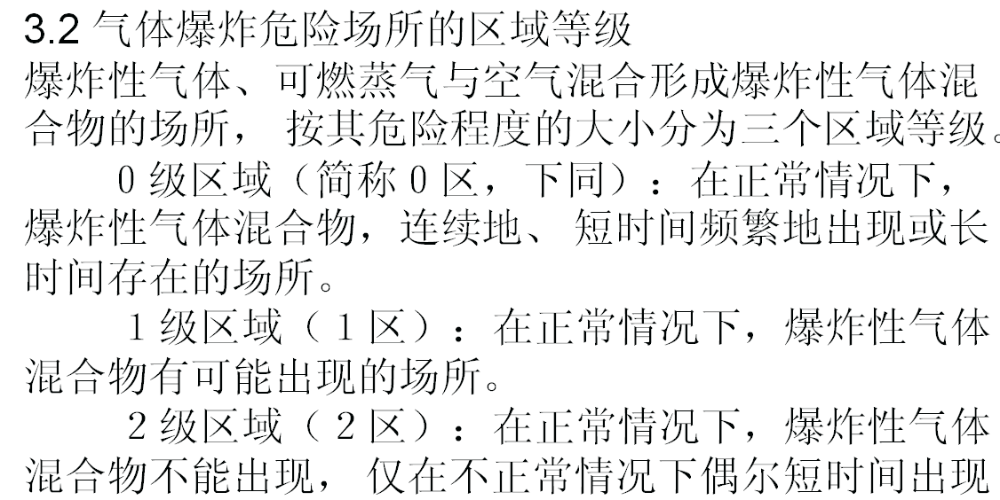 3.2 气体爆炸危险场所的区域等级
爆炸性气体、可燃蒸气与空气混合形成爆炸性气体混
合物的场所， 按其危险程度的大小分为三个区域等级。
0 级区域（简称 0 区，下同）：在正常情况下，
爆炸性气体混合物，连续地、 短时间频繁地出现或长
时间存在的场所。
1 级区域（ 1 区）：在正常情况下，爆炸性气体
混合物有可能出现的场所。
2 级区域（ 2 区）：在正常情况下，爆炸性气体
混合物不能出现， 仅在不正常情况下偶尔短时间出现